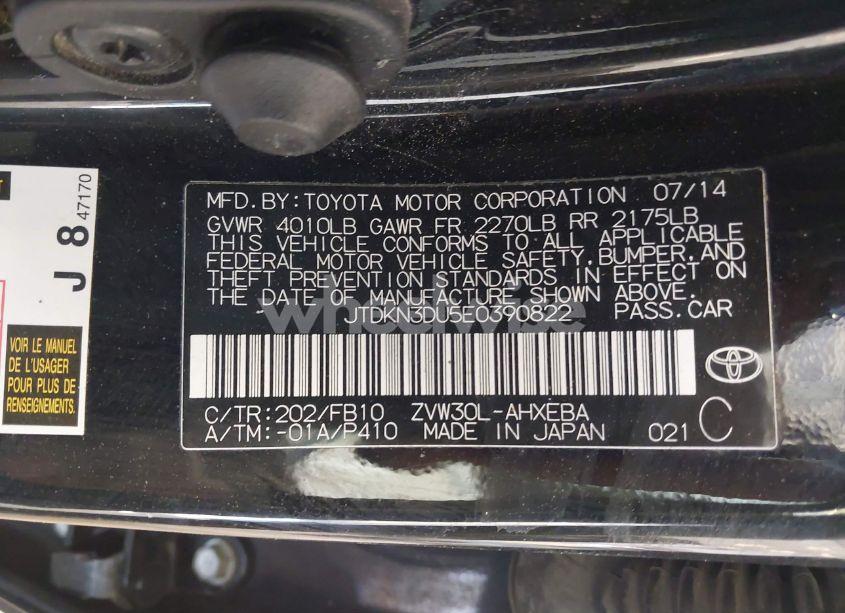 J 8 47170
VOIR LE MANUEL
DE L'USAGER
POUR PLUS DE
RENSEIGNEMENTS
MFD.BY:TOYOTA MOTOR CORPORATION 07/14
GVWR 4010LB GAWR FR 2270LB RR 2175LB
THIS VEHICLE CONFORMS TO ALL APPLICABLE
FEDERAL MOTOR VEHICLE SAFETY,BUMPER,AND
THEFT PREVENTION STANDARDS IN EFFECT ON
THE DATE OF MANUFACTURE SHOWN ABOVE.
JTDKN3DU5E0390822 PASS.CAR
C/TR:202/FB10 ZVW30L-AHXEBA
A/TM:-01A/P410 MADE IN JAPAN 021 C